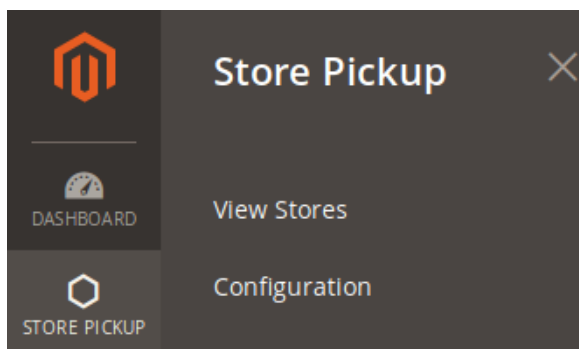 Store Pickup
DASHBOARD
View Stores
Configuration
STORE PICKUP